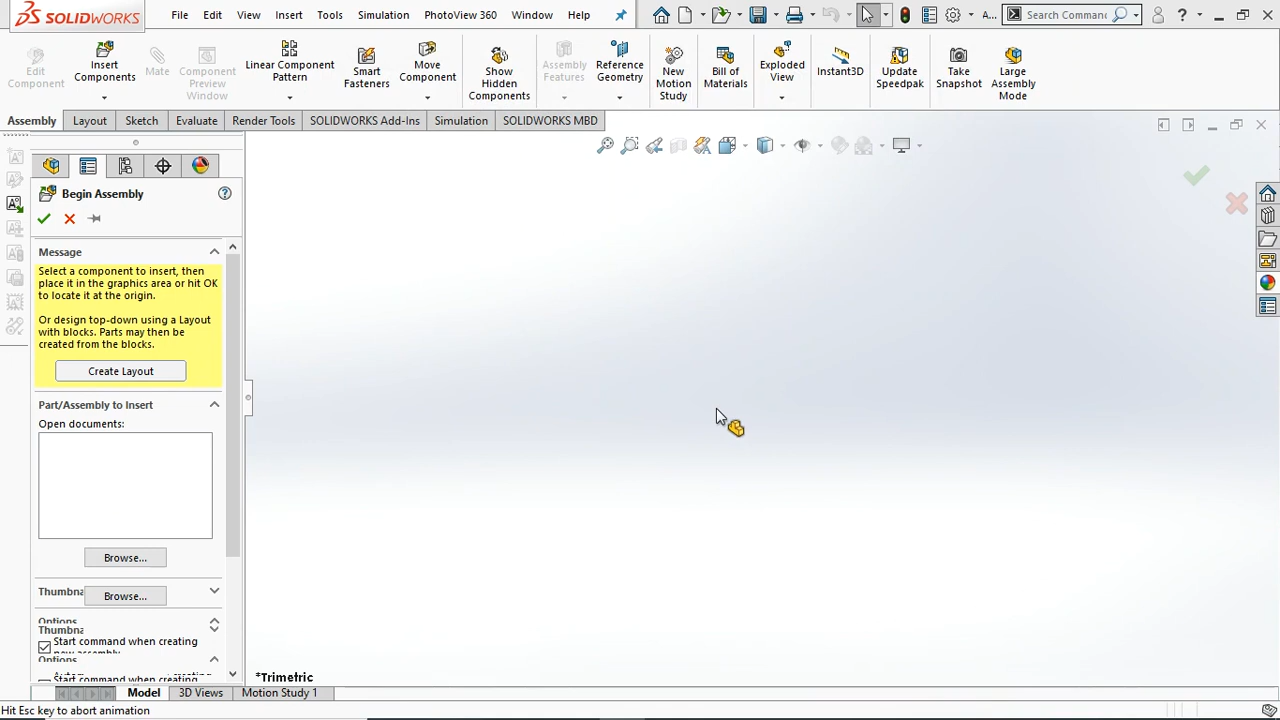 SOLIDWORKS
File Edit View Insert Tools Simulation PhotoView 360 Window Help
A...
Search Command
Edit Component
Insert Components
Mate
Component Preview Window
Linear Component Pattern
Smart Fasteners
Move Component
Show Hidden Components
Assembly Features
Reference Geometry
New Motion Study
Bill of Materials
Exploded View
Instant3D
Update Speedpak
Take Snapshot
Large Assembly Mode
Assembly Layout Sketch Evaluate Render Tools SOLIDWORKS Add-Ins Simulation SOLIDWORKS MBD
Begin Assembly
Message
Select a component to insert, then
place it in the graphics area or hit OK
to locate it at the origin.
Or design top-down using a Layout
with blocks. Parts may then be
created from the blocks.
Create Layout
Part/Assembly to Insert
Open documents:
Browse...
Thumbna
Browse...
Options
Thumbna
Start command when creating
new assembly
Options
*Trimetric
Model 3D Views Motion Study 1
Hit Esc key to abort animation